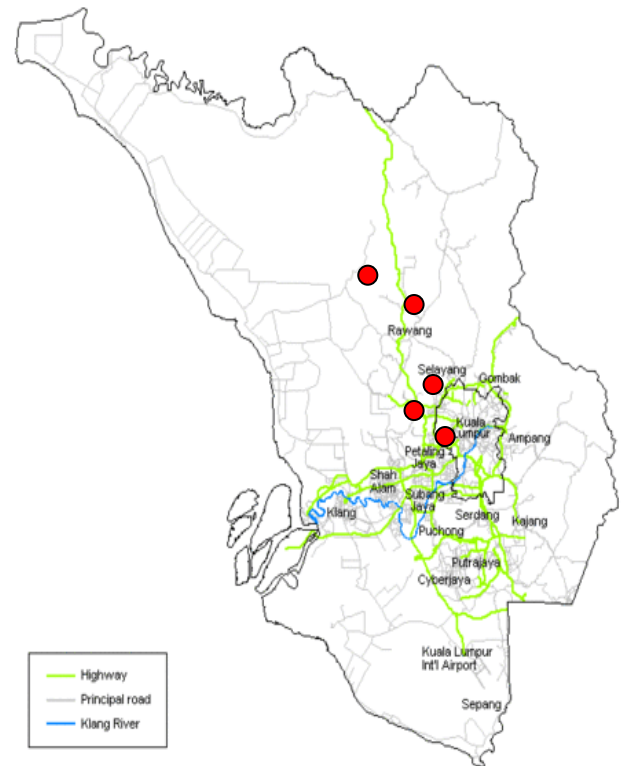 Rawang
Selayang
Gombak
Kuala
Lumpur
Ampang
Petaling
Jaya
Shah
Alam
Subang
Jaya
Klang
Serdang
Kajang
Puchong
Putrajaya
Cyberjaya
Kuala Lumpur
Int'l Airport
Sepang
Highway
Principal road
Klang River